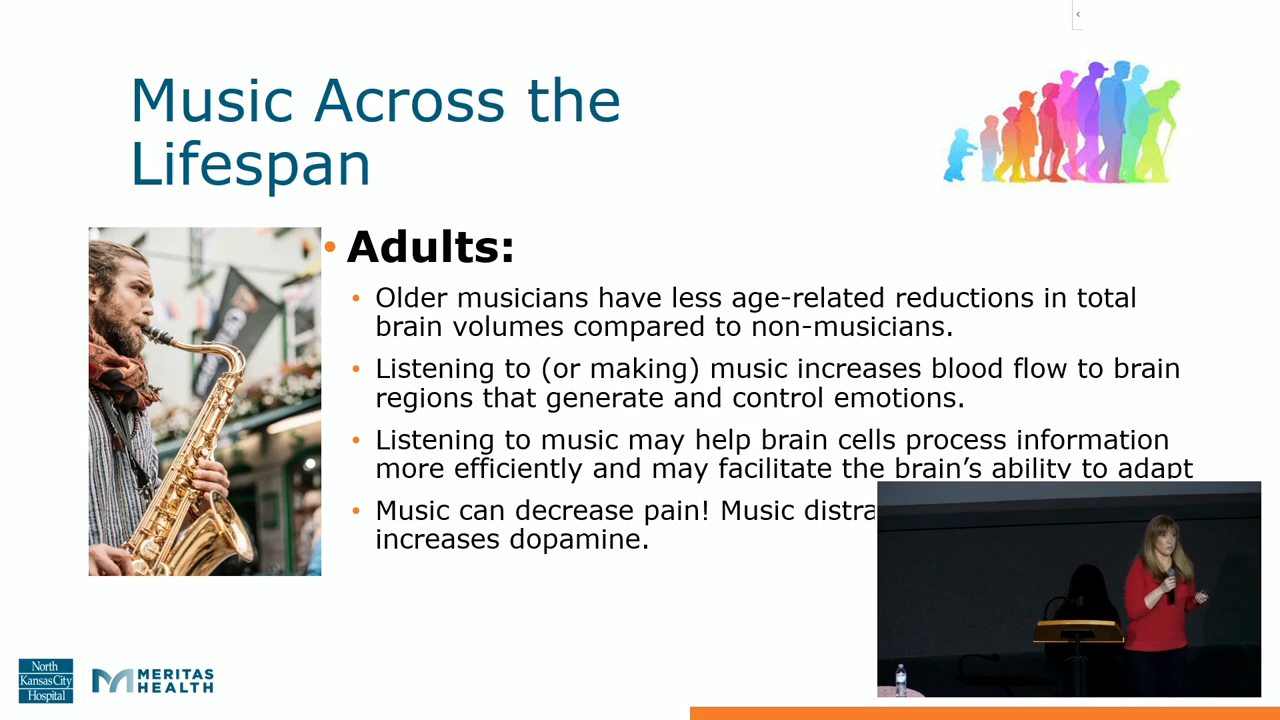 Music Across the
Lifespan
• Adults:
• Older musicians have less age-related reductions in total
brain volumes compared to non-musicians.
• Listening to (or making) music increases blood flow to brain
regions that generate and control emotions.
• Listening to music may help brain cells process information
more efficiently and may facilitate the brain's ability to adapt
• Music can decrease pain! Music
increases dopamine.
North
KansasCity
Hospital
MERITAS
HEALTH